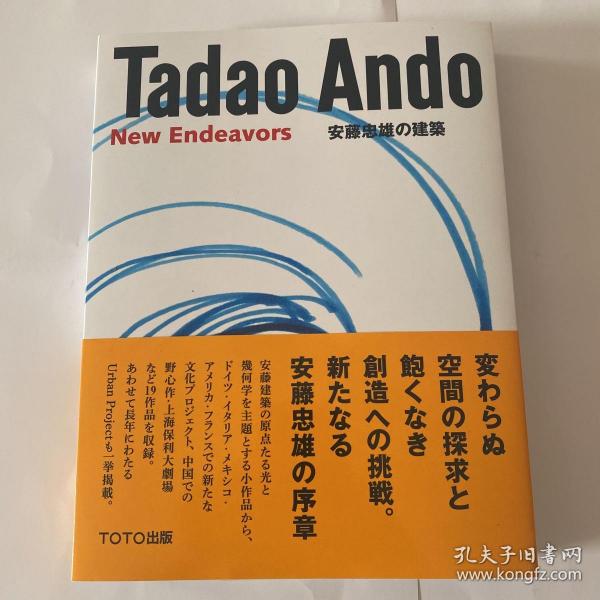 Tadao Ando
New Endeavors
安藤忠雄の建築
変わらぬ
空間の探求と
飽くなき
創造への挑戦。
新たなる
安藤忠雄の序章
安藤建築の原点たる光と
幾何学を主題とする小作品から、
ドイツ・イタリア・メキシコ・
アメリカ・フランスでの新たな
文化プロジェクト、中国での
野心作・上海保利大劇場
など19作品を収録。
あわせて長年にわたる
Urban Projectも一挙掲載。
TOTO出版
孔夫子旧书网
www.kongfz.com